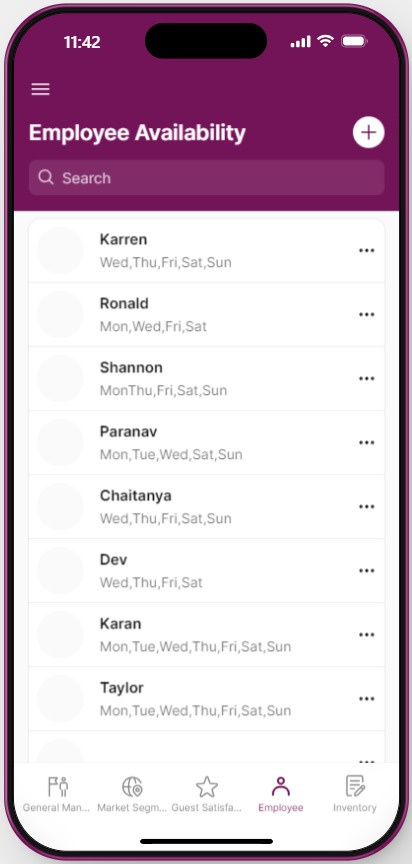 11:42
Employee Availability
Search
Karren
Wed,Thu,Fri,Sat,Sun
Ronald
Mon,Wed,Fri,Sat
Shannon
MonThu,Fri,Sat,Sun
Paranav
Mon,Tue,Wed,Sat,Sun
Chaitanya
Wed,Thu,Fri,Sat,Sun
Dev
Wed,Thu,Fri,Sat
Karan
Mon,Tue,Wed,Thu,Fri,Sat,Sun
Taylor
Mon,Tue,Wed,Thu,Fri,Sat,Sun
General Man... Market Segm... Guest Satisfa... Employee Inventory